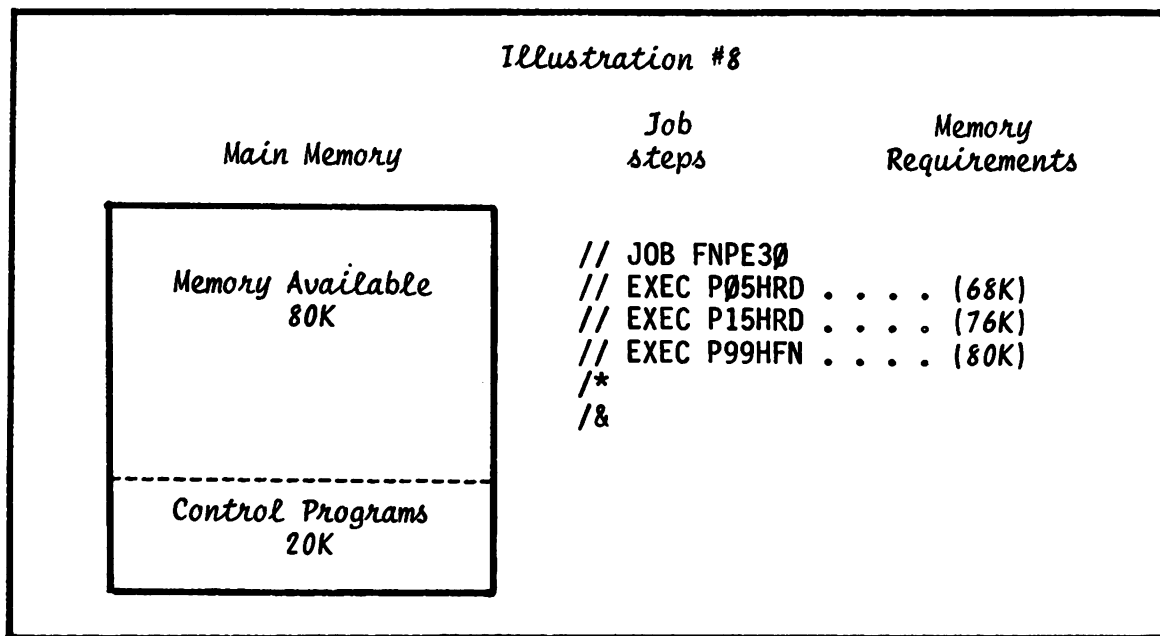 Illustration #8
Main Memory
Job
steps
Memory
Requirements
Memory Available
80K
Control Programs
20K
// JOB FNPE3Ø
// EXEC PØ5HRD . . . . (68K)
// EXEC P15HRD . . . . (76K)
// EXEC P99HFN . . . . (80K)
/*
/&